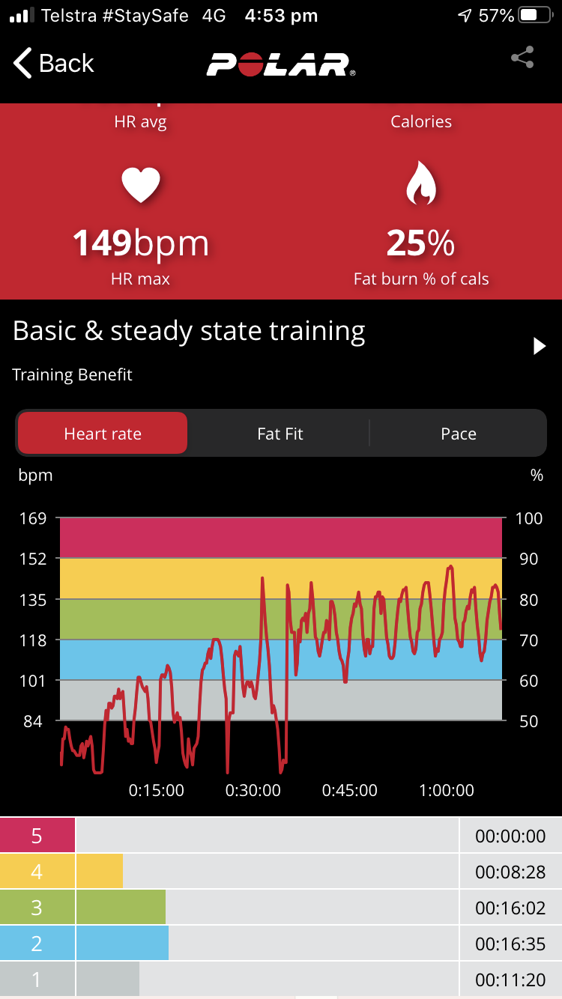 Telstra #StaySafe 4G 4:53 pm 57%
Back POLAR®
HR avg Calories
149bpm 25%
HR max Fat burn % of cals
Basic & steady state training
Training Benefit
Heart rate Fat Fit Pace
bpm %
169 100
152 90
135 80
118 70
101 60
84 50
0:15:00 0:30:00 0:45:00 1:00:00
5 00:00:00
4 00:08:28
3 00:16:02
2 00:16:35
1 00:11:20